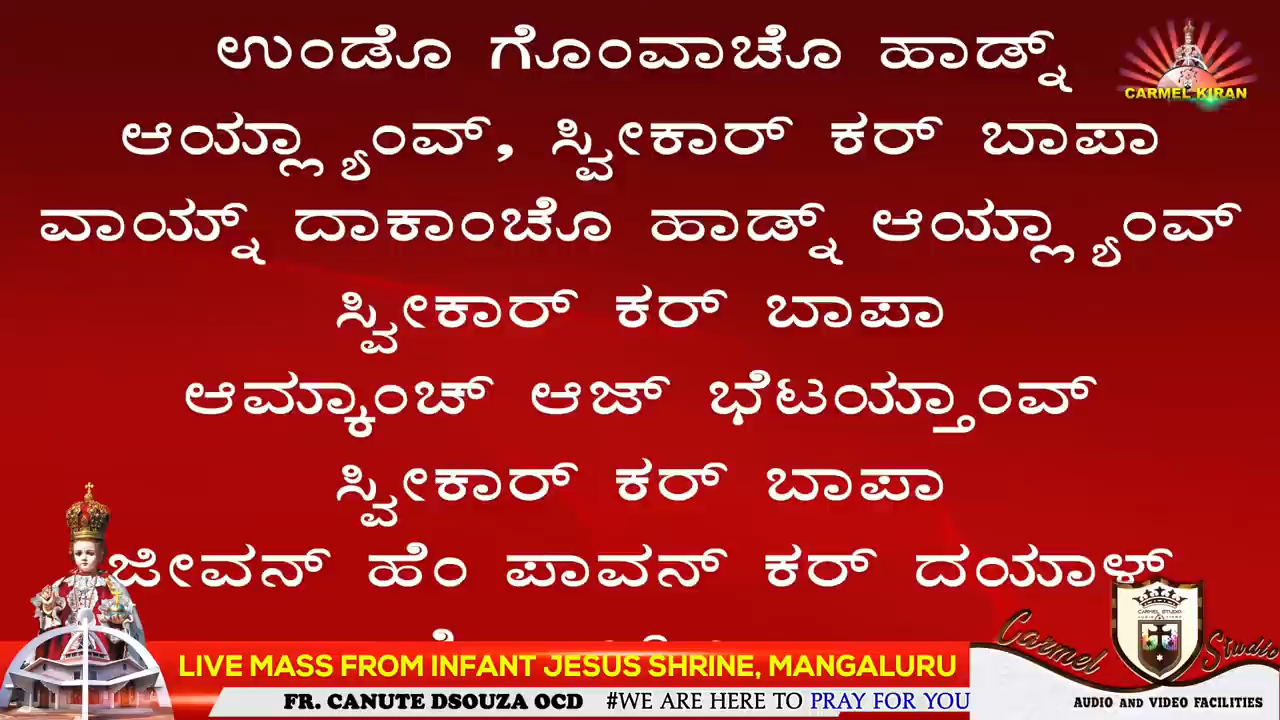 ಉಂಡೊ ಗೊಂವಾಚೊ ಹಾಡ್ನ್
ಆಯ್ಲ್ಯಾಂವ್, ಸ್ವೀಕಾರ್ ಕರ್ ಬಾಪಾ
ವಾಯ್ನ್ ದಾಕಾಂಚೊ ಹಾಡ್ನ್ ಆಯ್ಲ್ಯಾಂವ್
ಸ್ವೀಕಾರ್ ಕರ್ ಬಾಪಾ
ಆಮ್ಕಾಂಚ್ ಆಜ್ ಭೆಟಯ್ತಾಂವ್
ಸ್ವೀಕಾರ್ ಕರ್ ಬಾಪಾ
ಜೀವನ್ ಹೆಂ ಪಾವನ್ ಕರ್ ದಯಾಳ್
CARMEL KIRAN
LIVE MASS FROM INFANT JESUS SHRINE, MANGALURU
FR. CANUTE DSOUZA OCD #WE ARE HERE TO PRAY FOR YOU
Carmel Studio
CARMEL STUDIO
AUDIO AND VIDEO FACILITIES